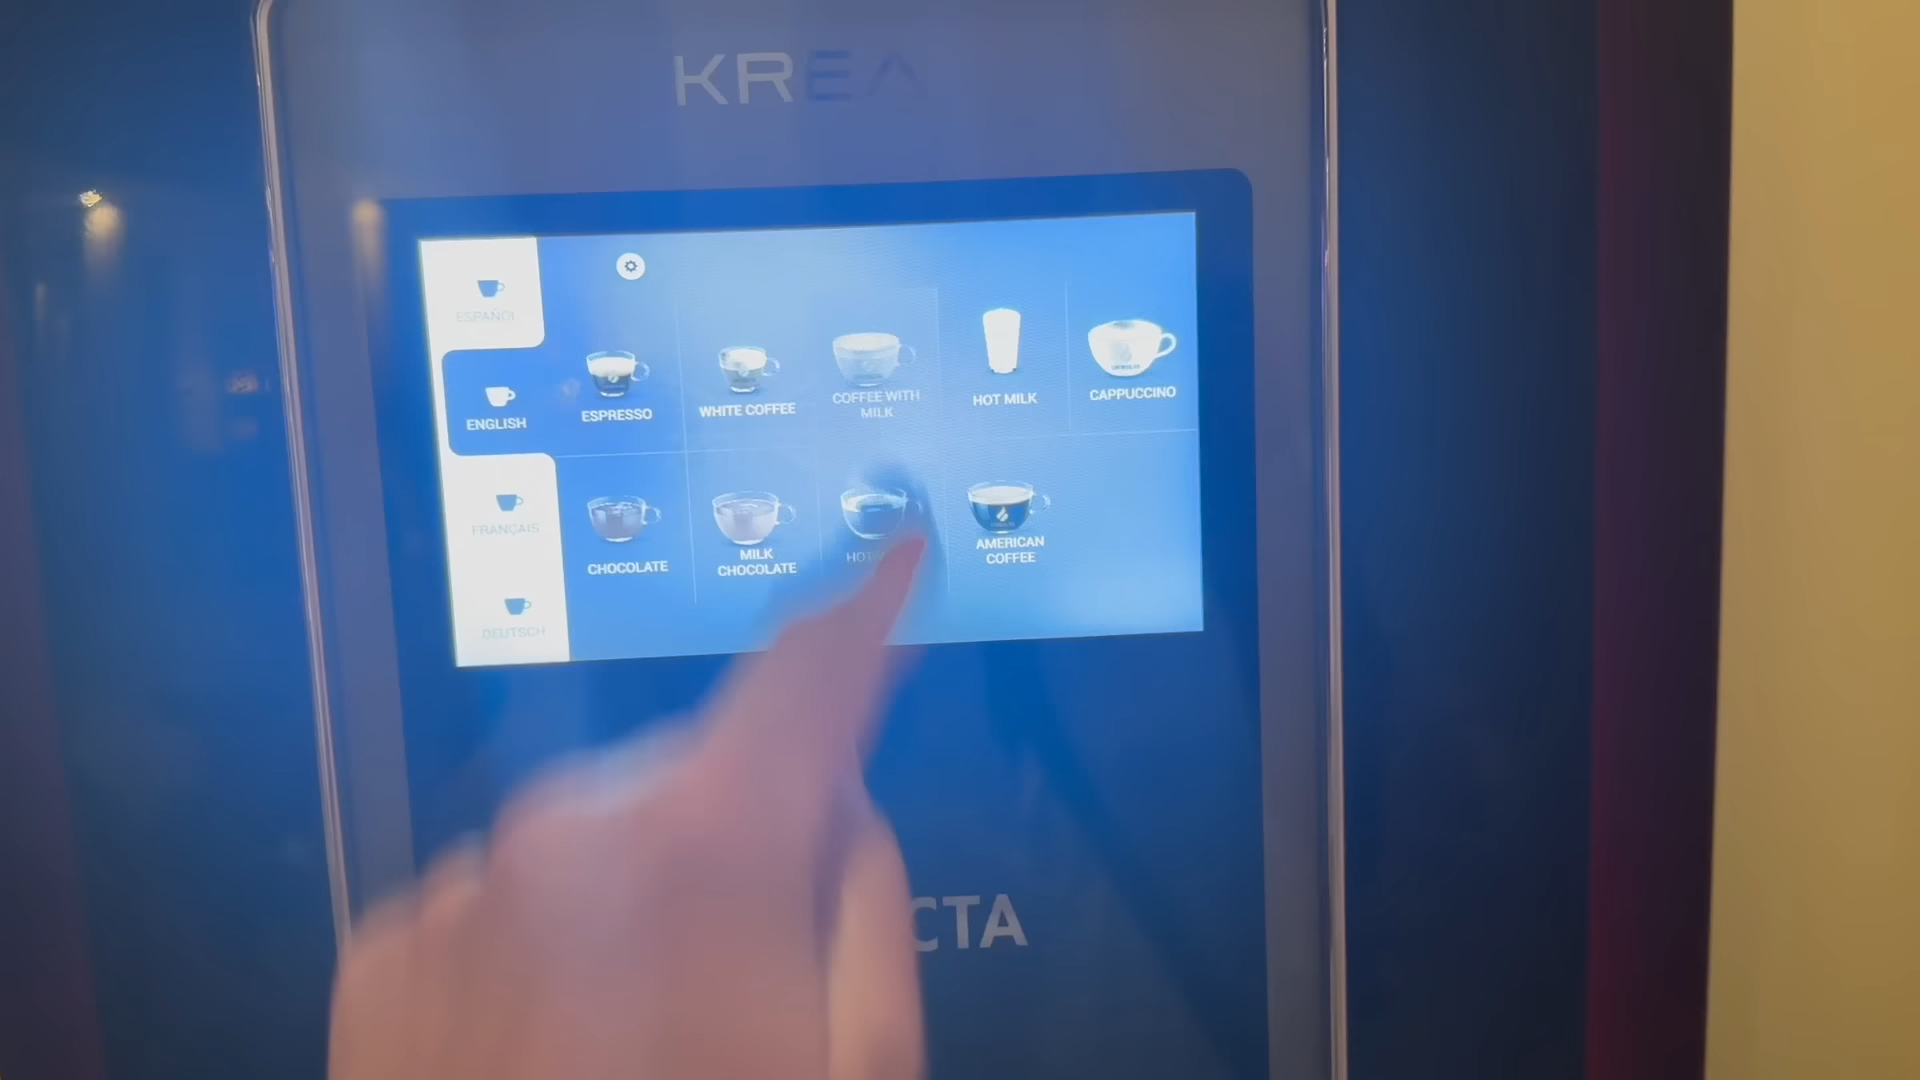 KREA
ESPAÑOL
ENGLISH
FRANÇAIS
DEUTSCH
ESPRESSO
WHITE COFFEE
COFFEE WITH
MILK
HOT MILK
CAPPUCCINO
CHOCOLATE
MILK
CHOCOLATE
AMERICAN
COFFEE